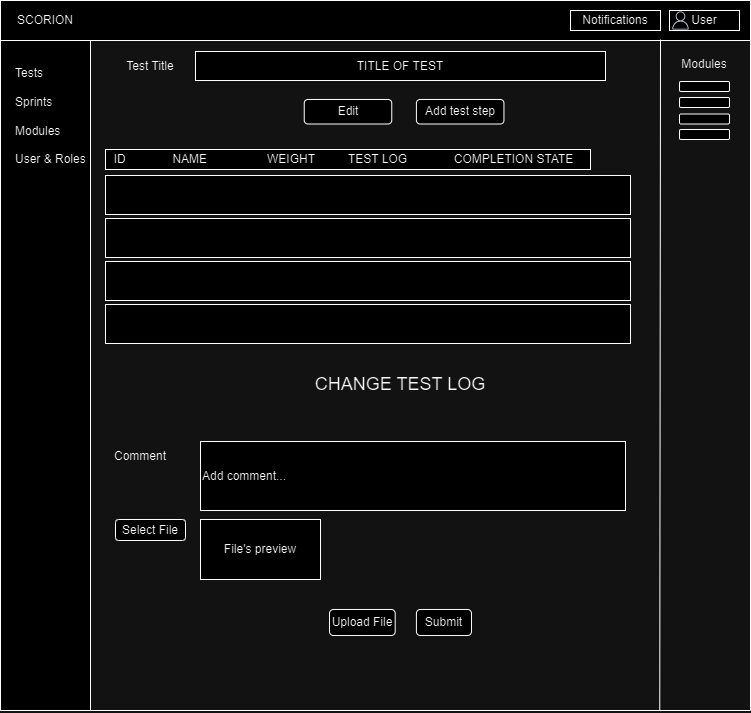 SCORION
Notifications
User
Tests
Sprints
Modules
User & Roles
Test Title
TITLE OF TEST
Edit
Add test step
ID NAME WEIGHT TEST LOG COMPLETION STATE
CHANGE TEST LOG
Comment
Add comment...
Select File
File's preview
Upload File
Submit
Modules